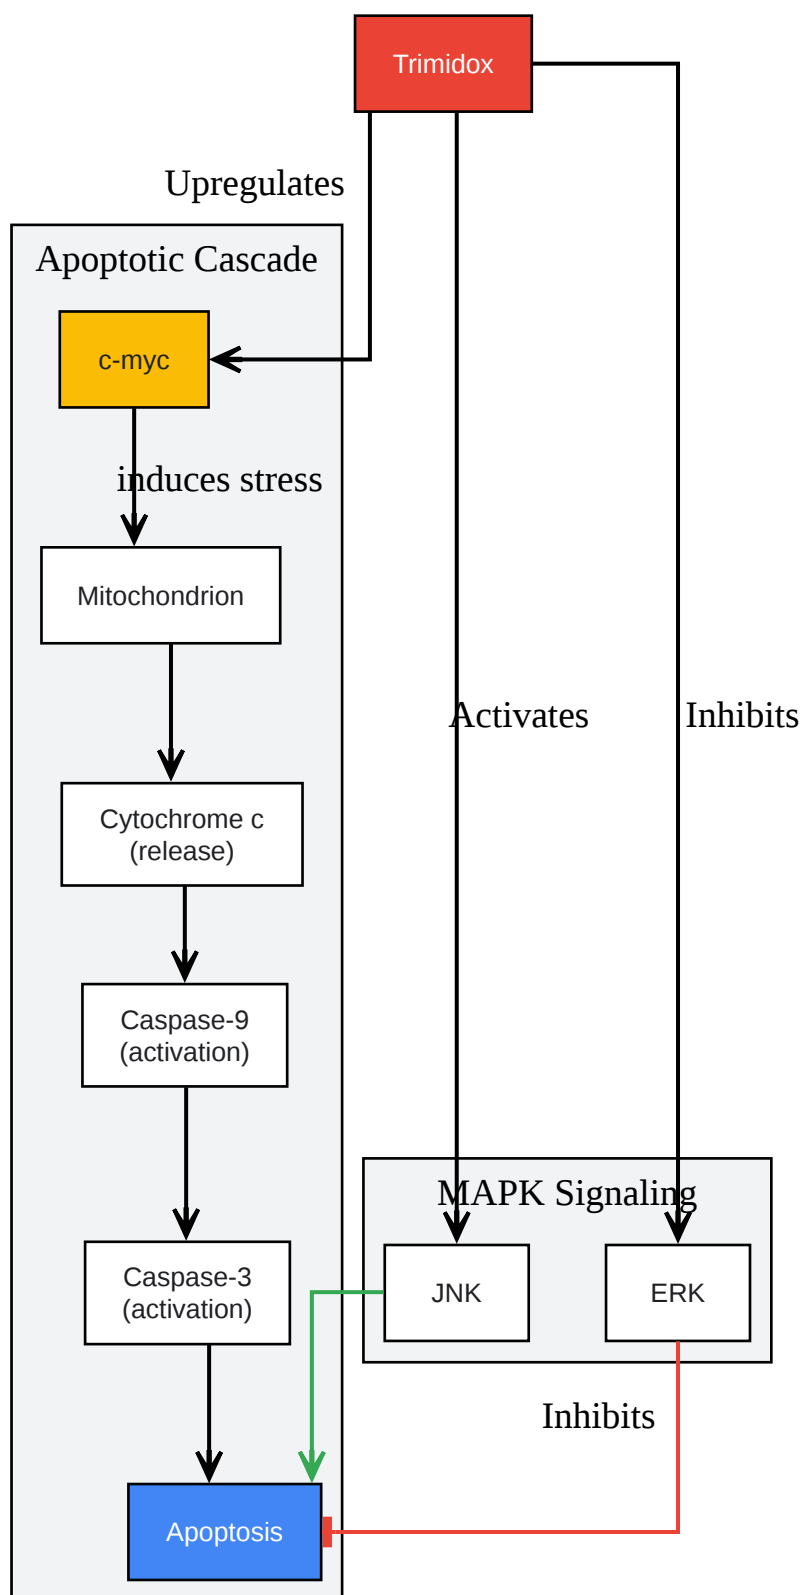 Trimidox
Upregulates
Apoptotic Cascade
c-myc
induces stress
Mitochondrion
Activates
Inhibits
Cytochrome c
(release)
Caspase-9
(activation)
MAPK Signaling
Caspase-3
(activation)
JNK
ERK
Inhibits
Apoptosis